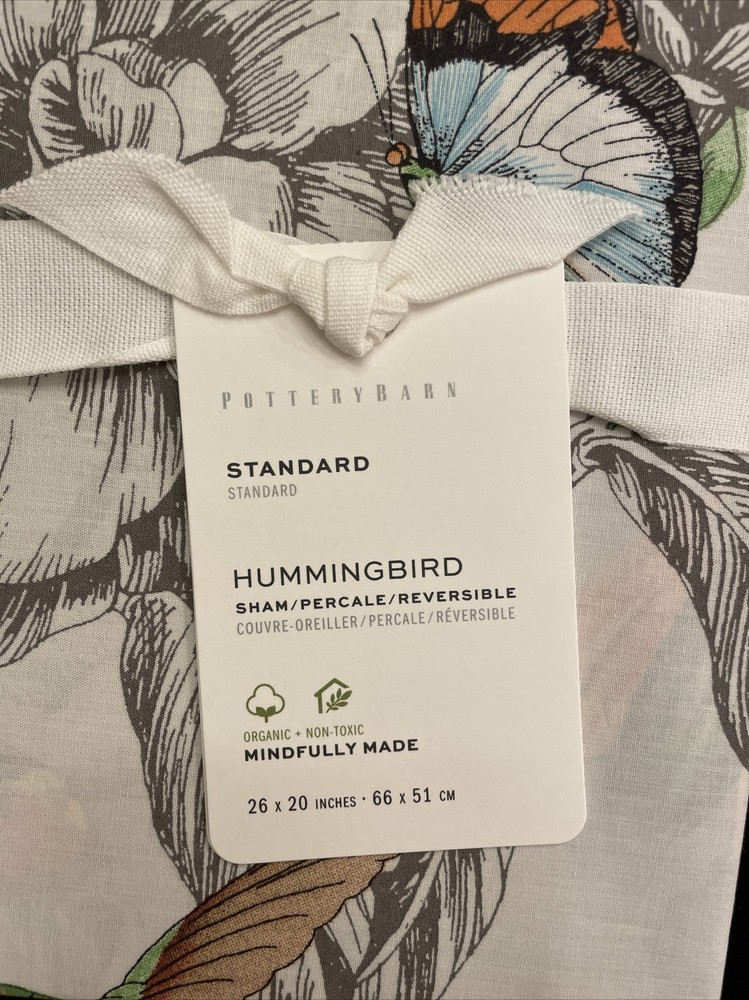 POTTERYBARN
STANDARD
STANDARD
HUMMINGBIRD
SHAM/PERCALE/REVERSIBLE
COUVRE-OREILLER/PERCALE/RÉVERSIBLE
ORGANIC + NON-TOXIC
MINDFULLY MADE
26 x 20 INCHES · 66 x 51 CM